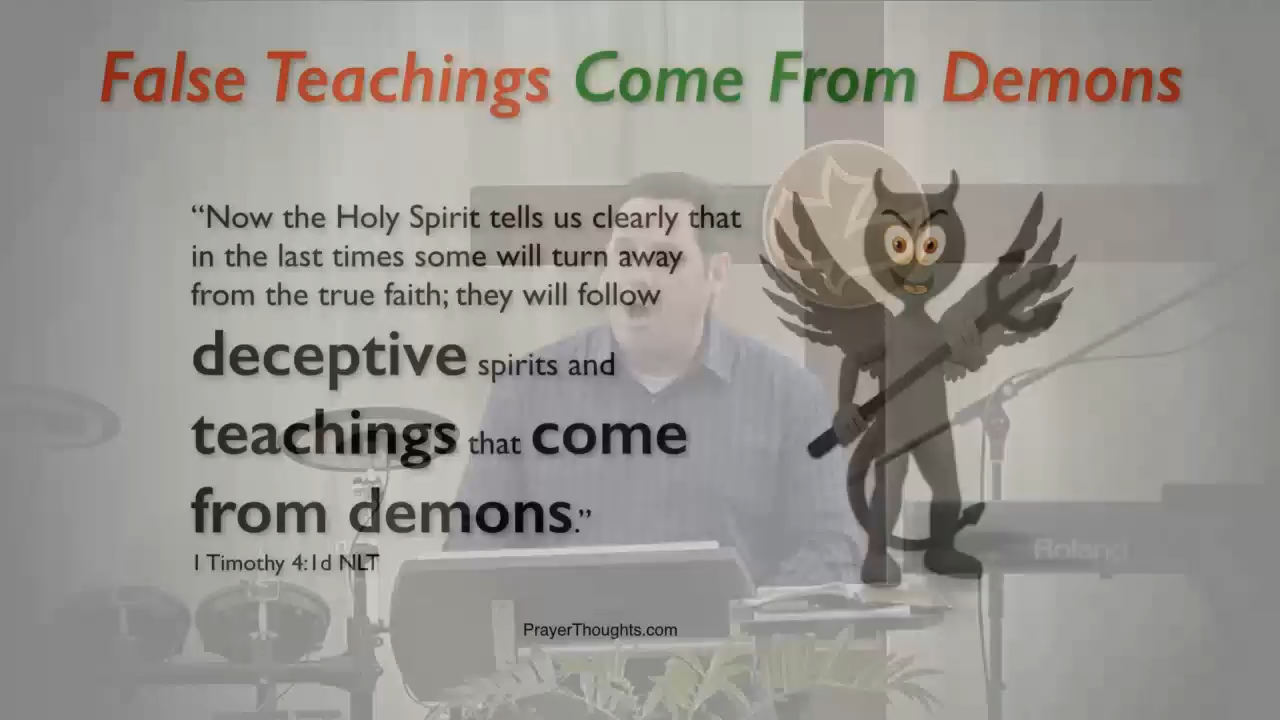 False Teachings Come From Demons
“Now the Holy Spirit tells us clearly that
in the last times some will turn away
from the true faith; they will follow
deceptive spirits and
teachings that come
from demons.”
1 Timothy 4:1d NLT
Roland
PrayerThoughts.com